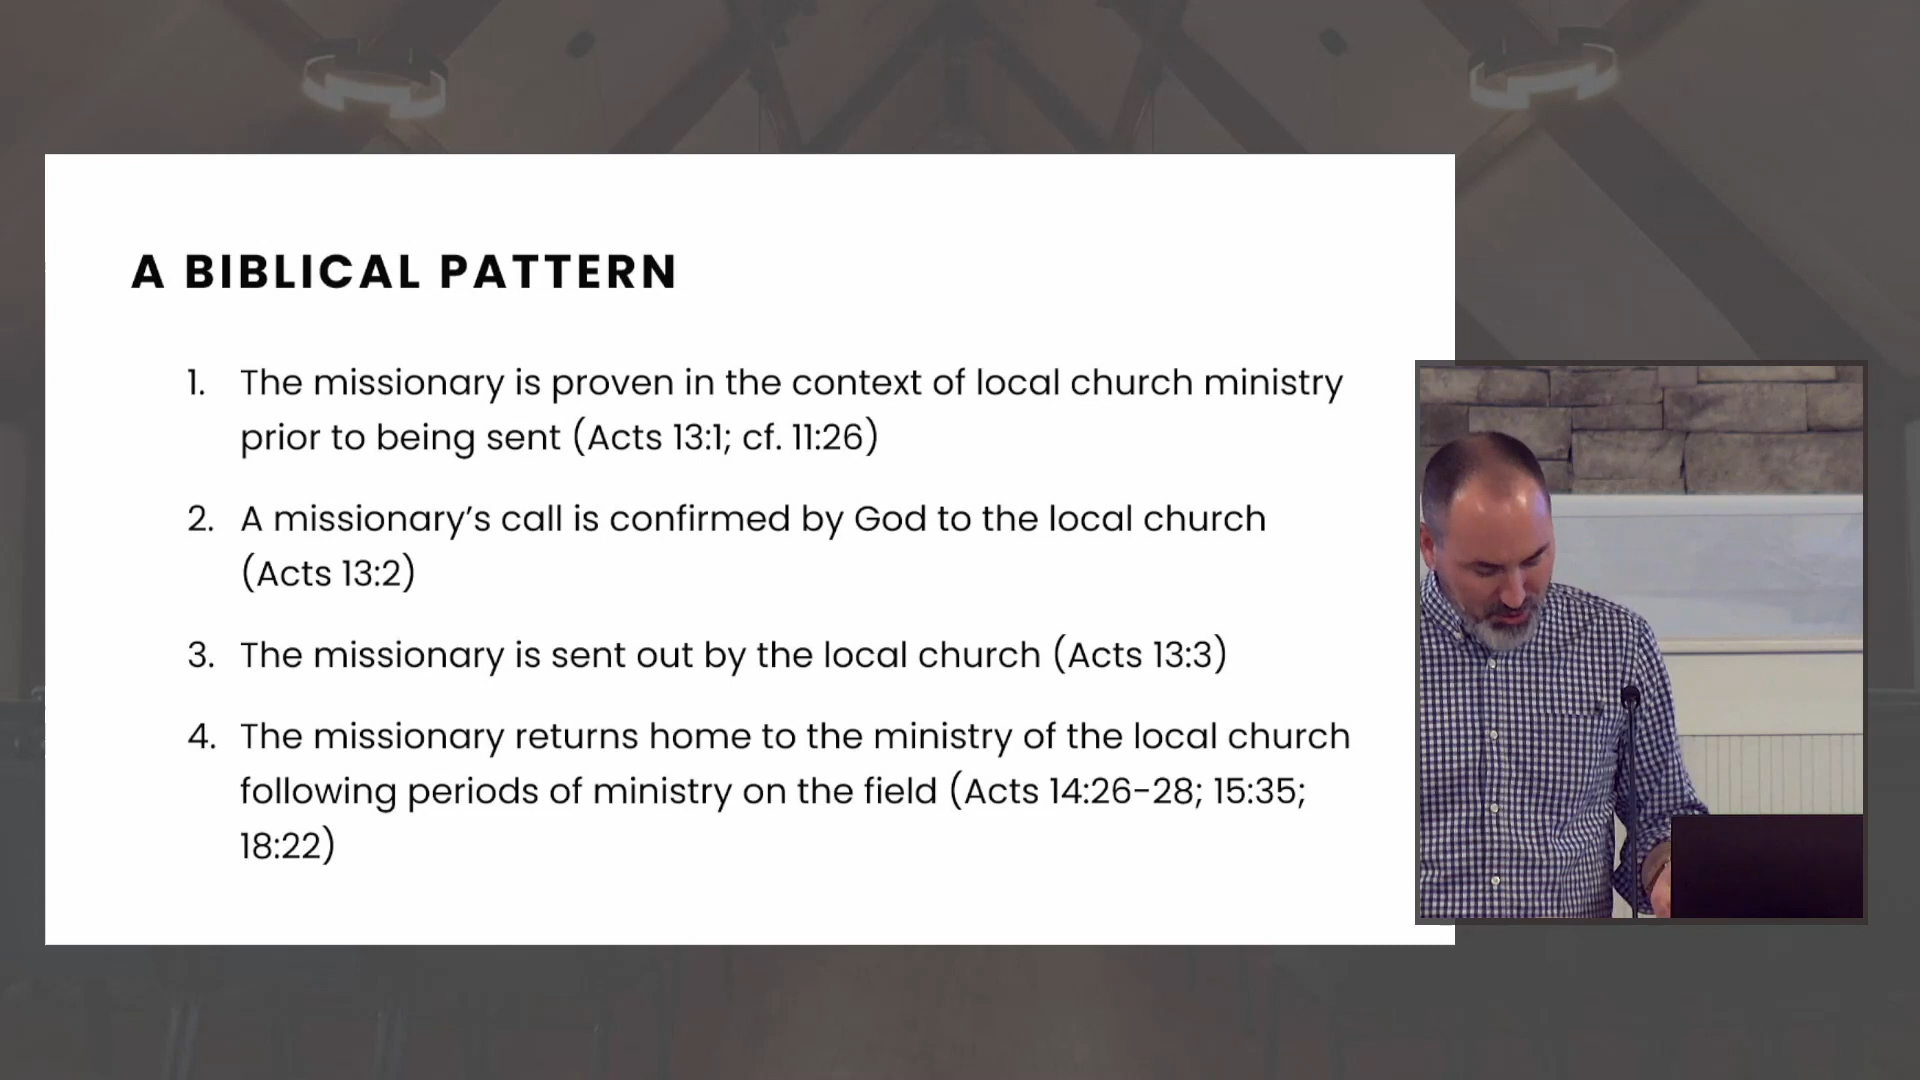 A BIBLICAL PATTERN
1. The missionary is proven in the context of local church ministry
prior to being sent (Acts 13:1; cf. 11:26)
2. A missionary’s call is confirmed by God to the local church
(Acts 13:2)
3. The missionary is sent out by the local church (Acts 13:3)
4. The missionary returns home to the ministry of the local church
following periods of ministry on the field (Acts 14:26-28; 15:35;
18:22)